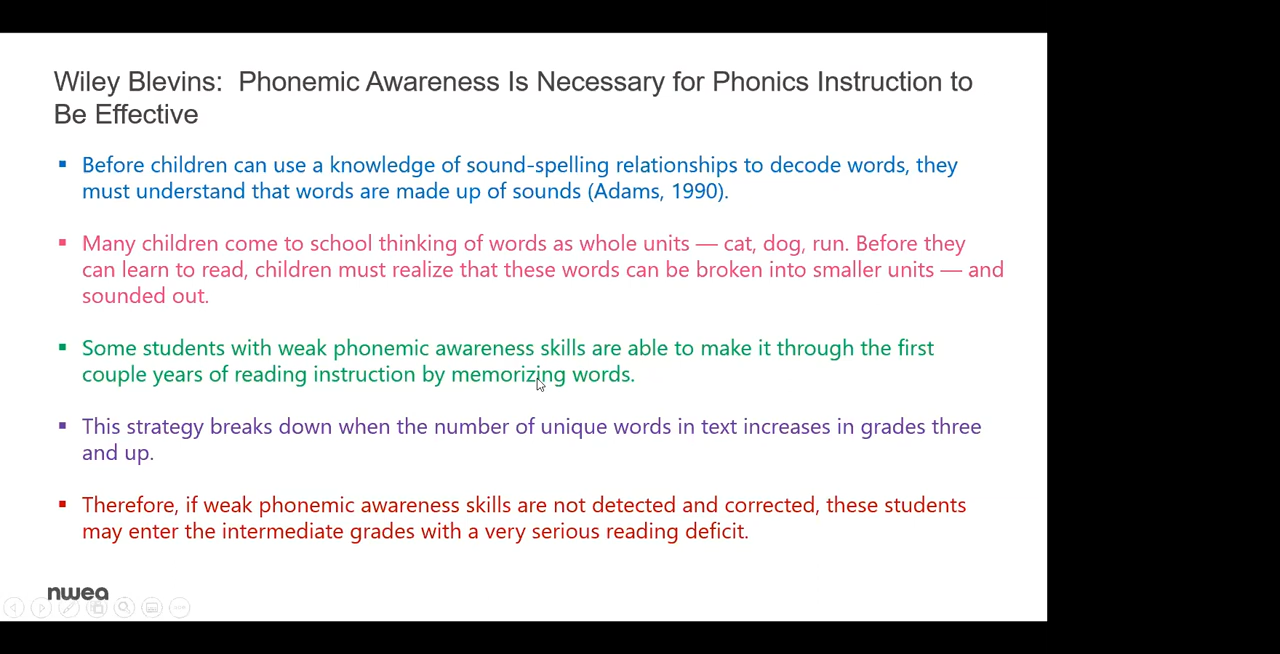 Wiley Blevins:  Phonemic Awareness Is Necessary for Phonics Instruction to
Be Effective
▪ Before children can use a knowledge of sound-spelling relationships to decode words, they
must understand that words are made up of sounds (Adams, 1990).
▪ Many children come to school thinking of words as whole units — cat, dog, run. Before they
can learn to read, children must realize that these words can be broken into smaller units — and
sounded out.
▪ Some students with weak phonemic awareness skills are able to make it through the first
couple years of reading instruction by memorizing words.
▪ This strategy breaks down when the number of unique words in text increases in grades three
and up.
▪ Therefore, if weak phonemic awareness skills are not detected and corrected, these students
may enter the intermediate grades with a very serious reading deficit.
nwea